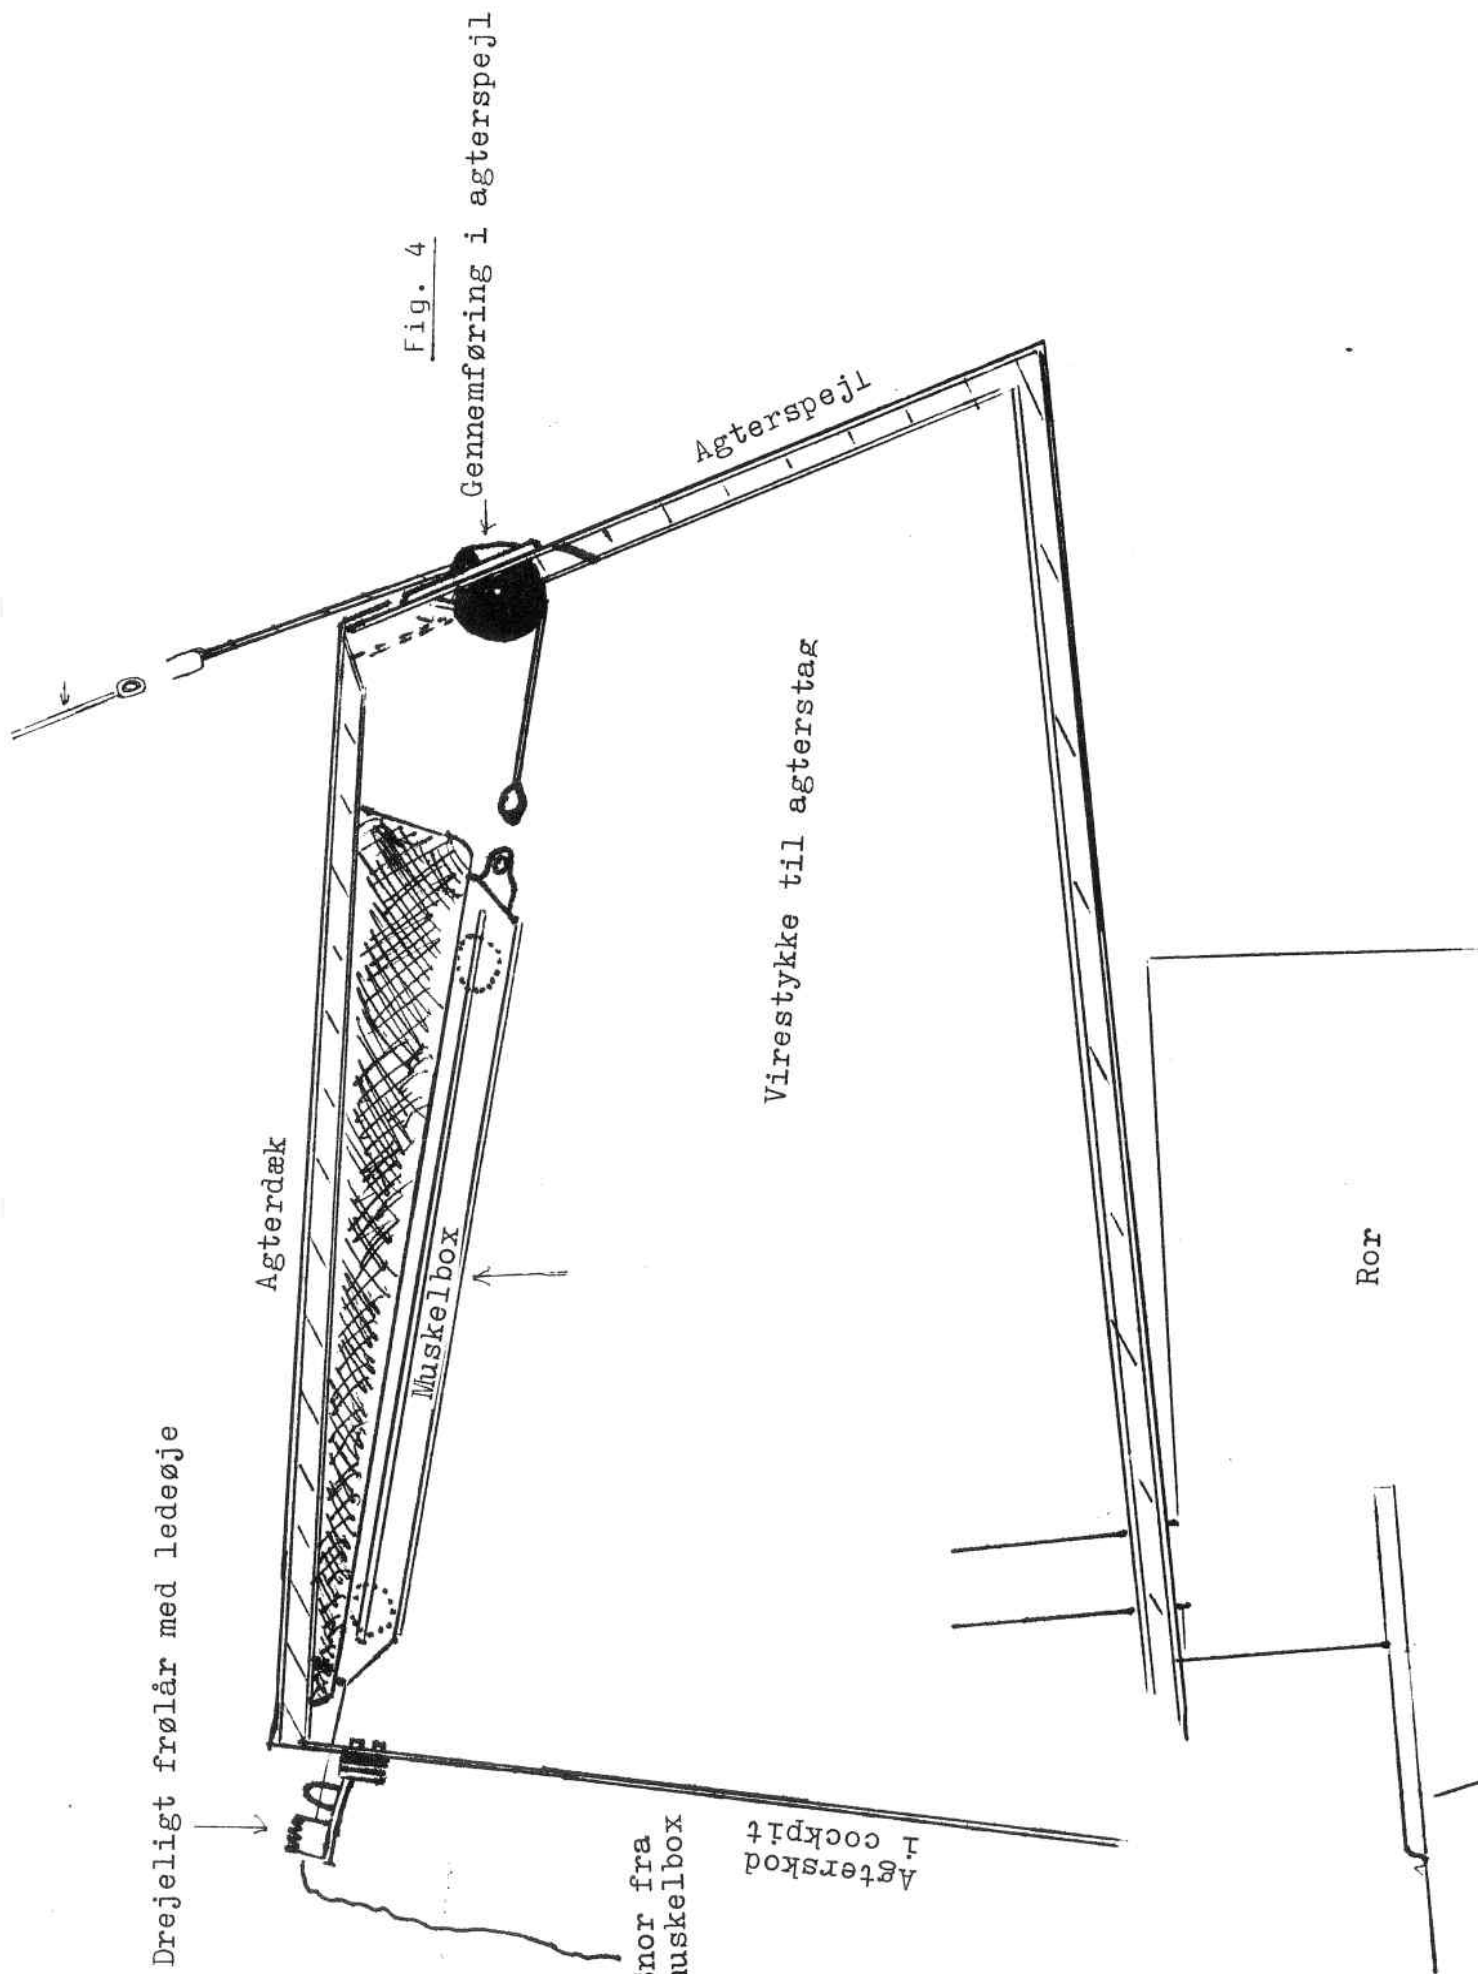 Fig. 4
Gennemføring i agterspejl
Agterspejl
Agterdæk
Virestykke til agterstag
Muskelbox
Drejeligt frølår med ledeøje
Ror
Agterskod
i cockpit
snor fra
muskelbox